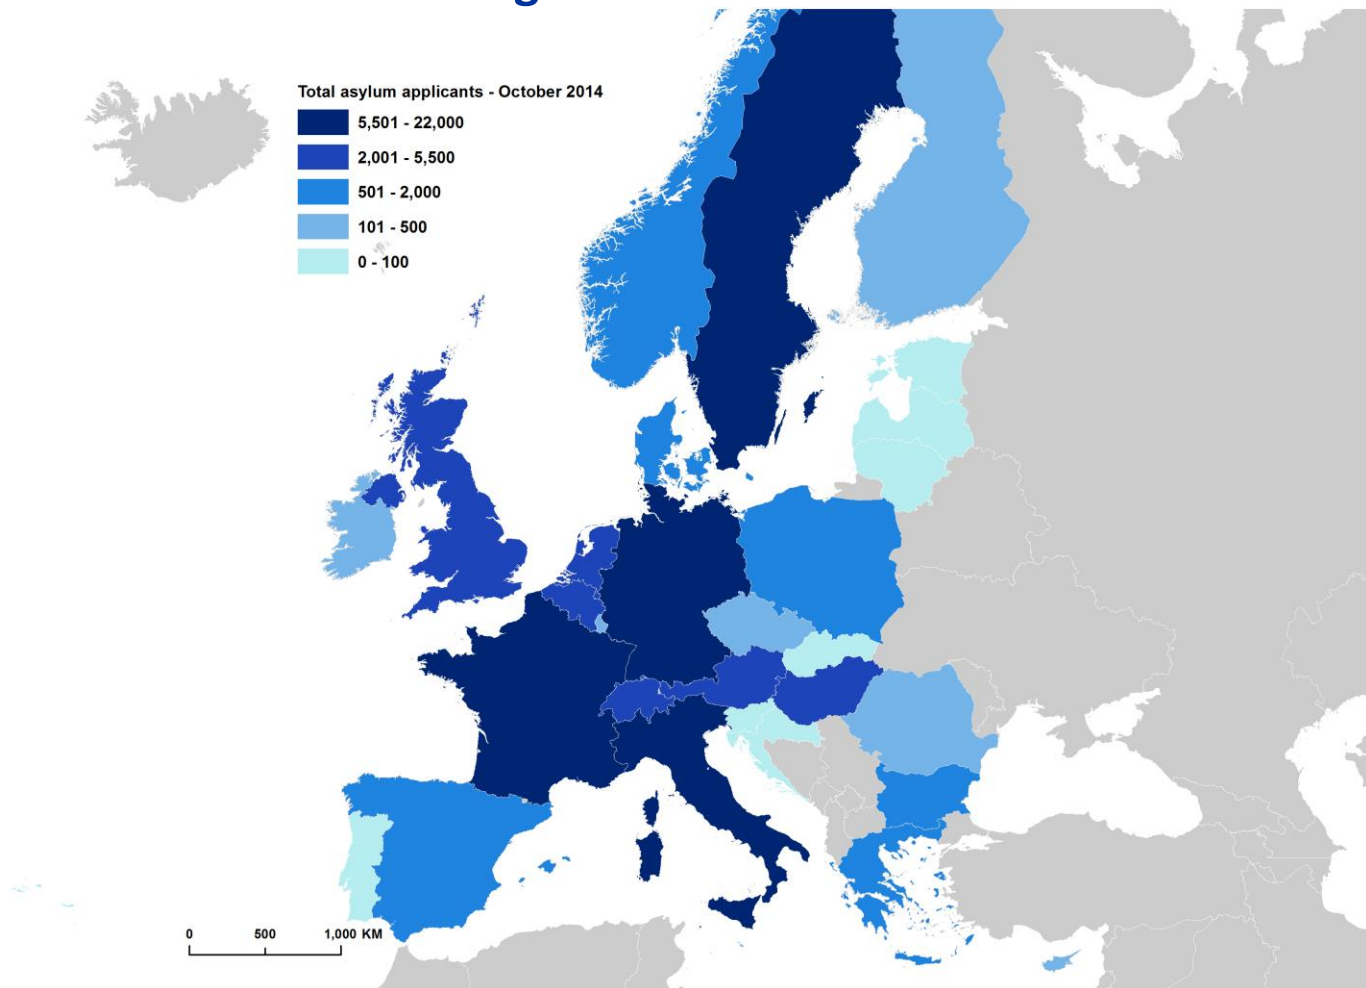 Total asylum applicants - October 2014
5,501 - 22,000
2,001 - 5,500
501 - 2,000
101 - 500
0 - 100
0 500 1,000 KM